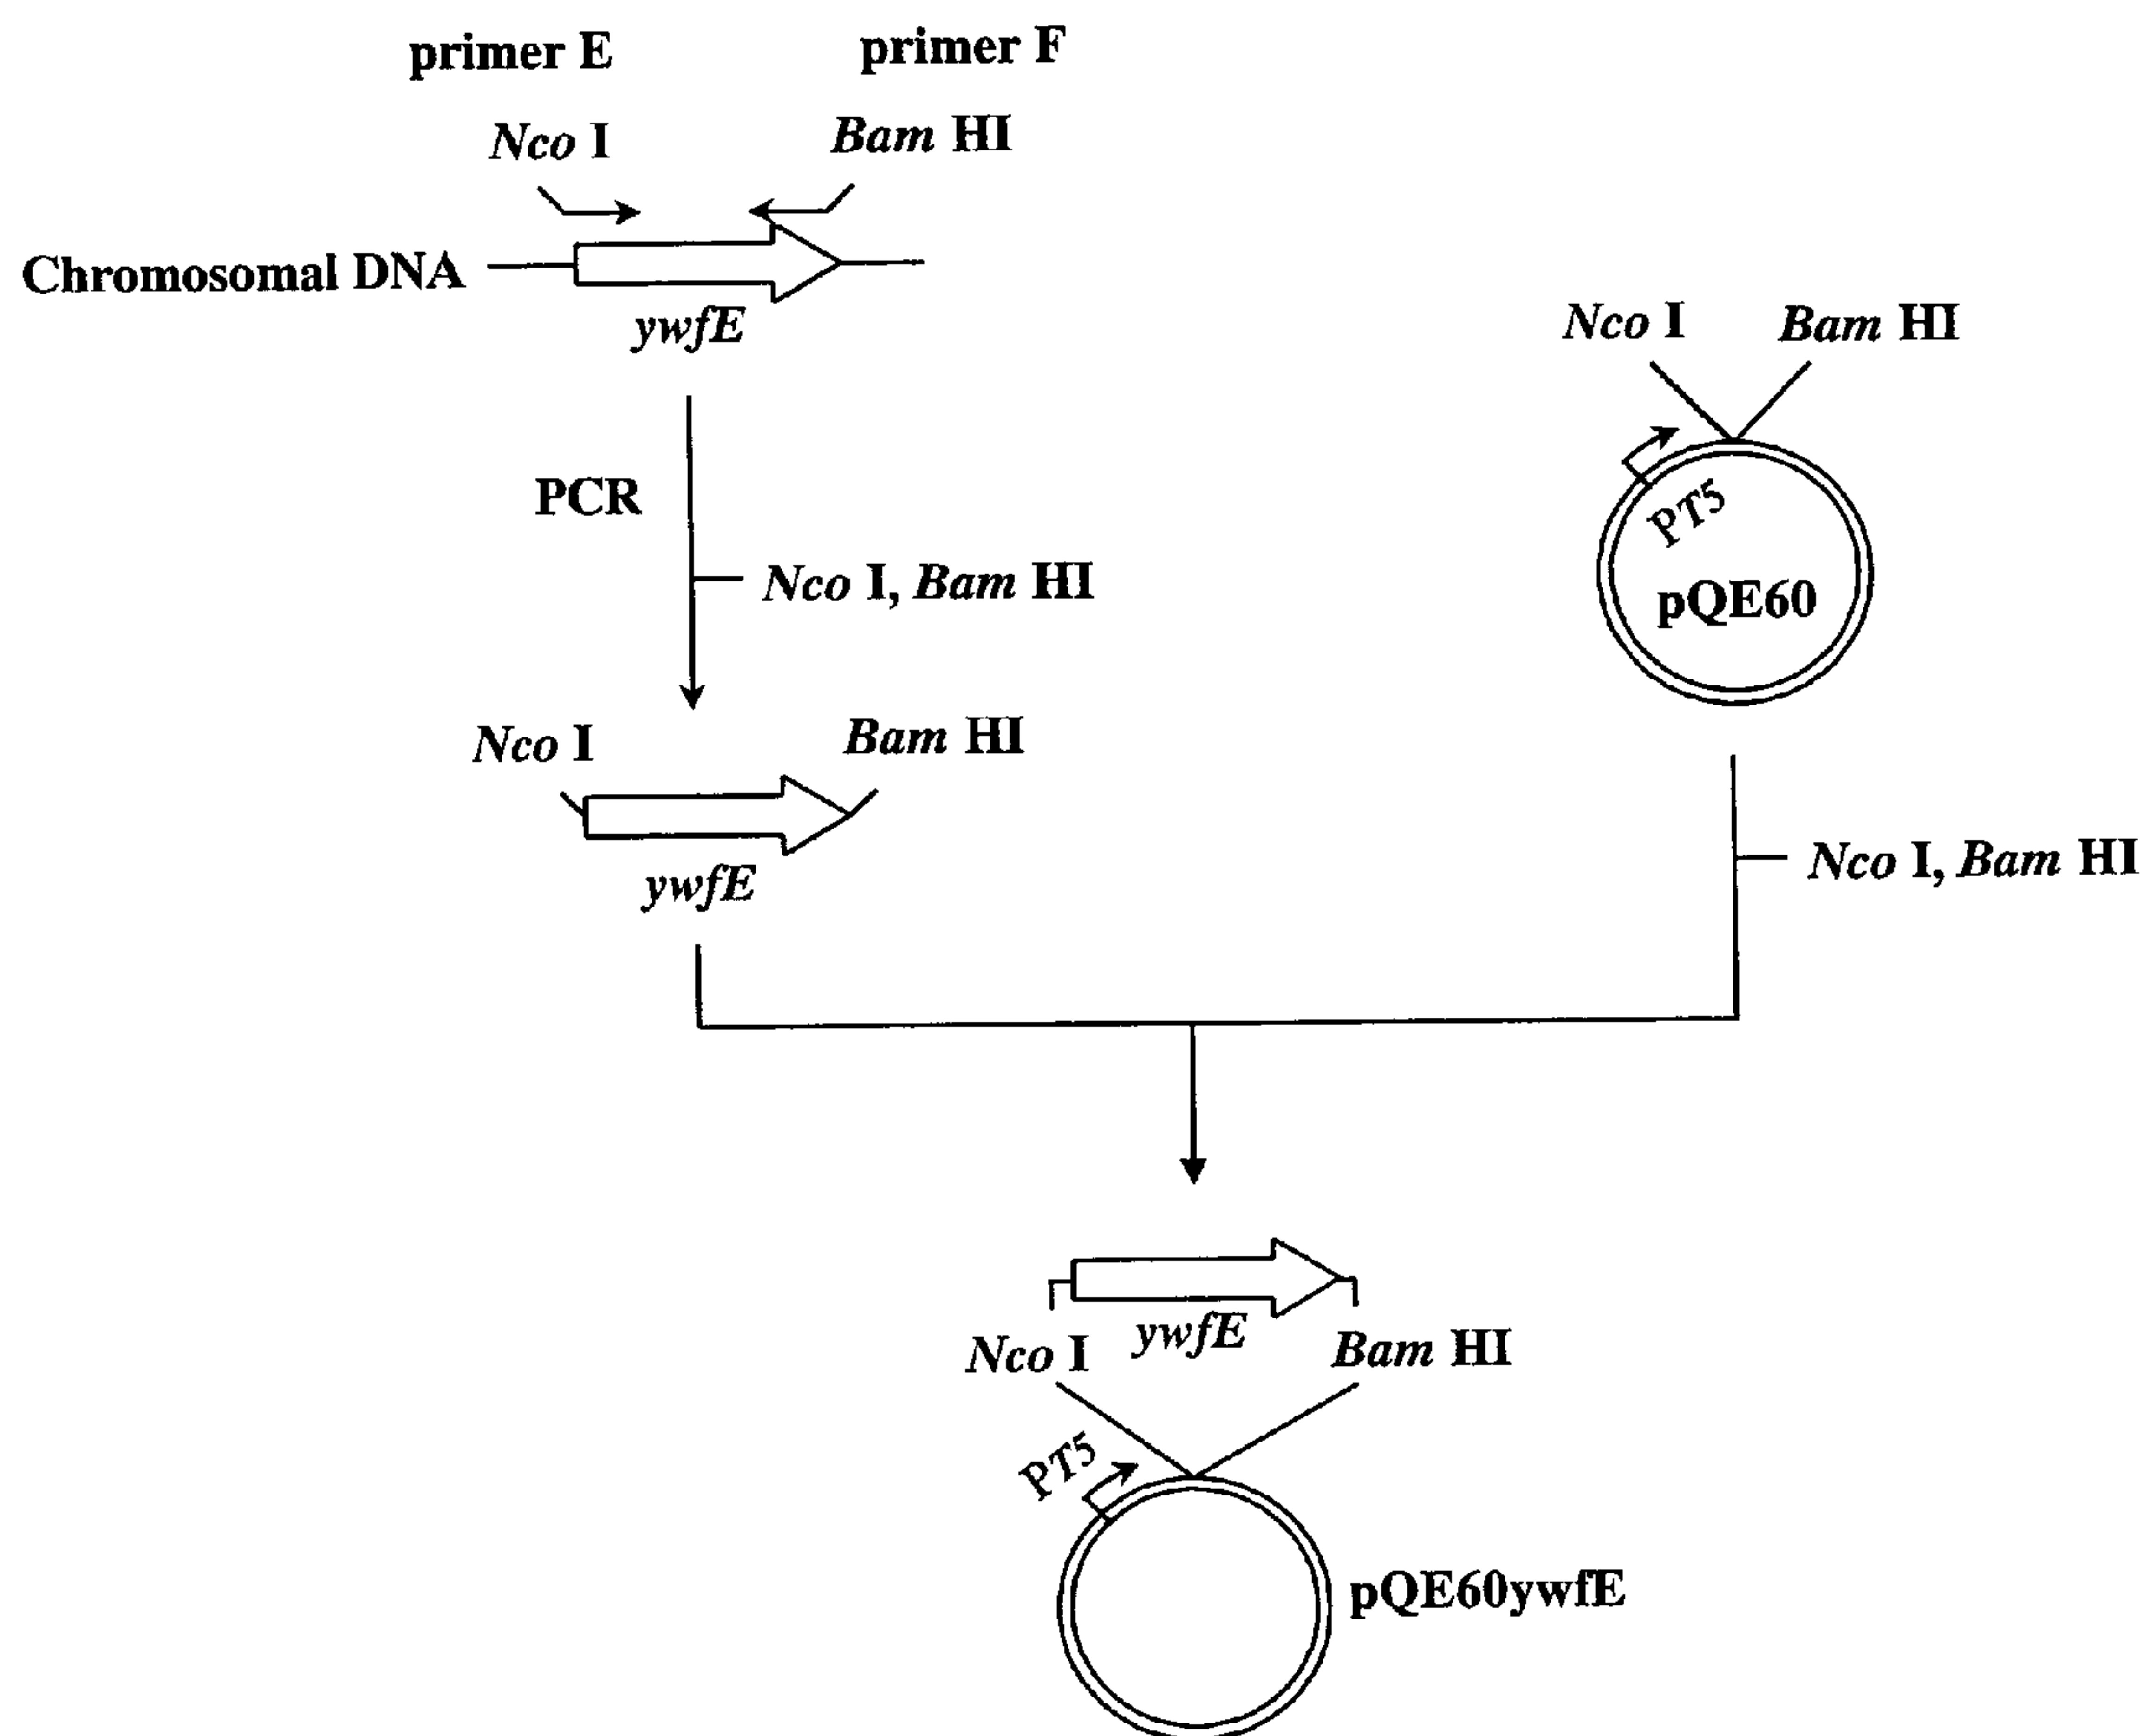 primer E
primer F
Nco I
Bam HI
Chromosomal DNA
ywfE
Nco I
Bam HI
PT5
pQE60
PCR
Nco I, Bam HI
Nco I
Bam HI
ywfE
Nco I, Bam HI
ywfE
Nco I
Bam HI
PT5
pQE60ywfE